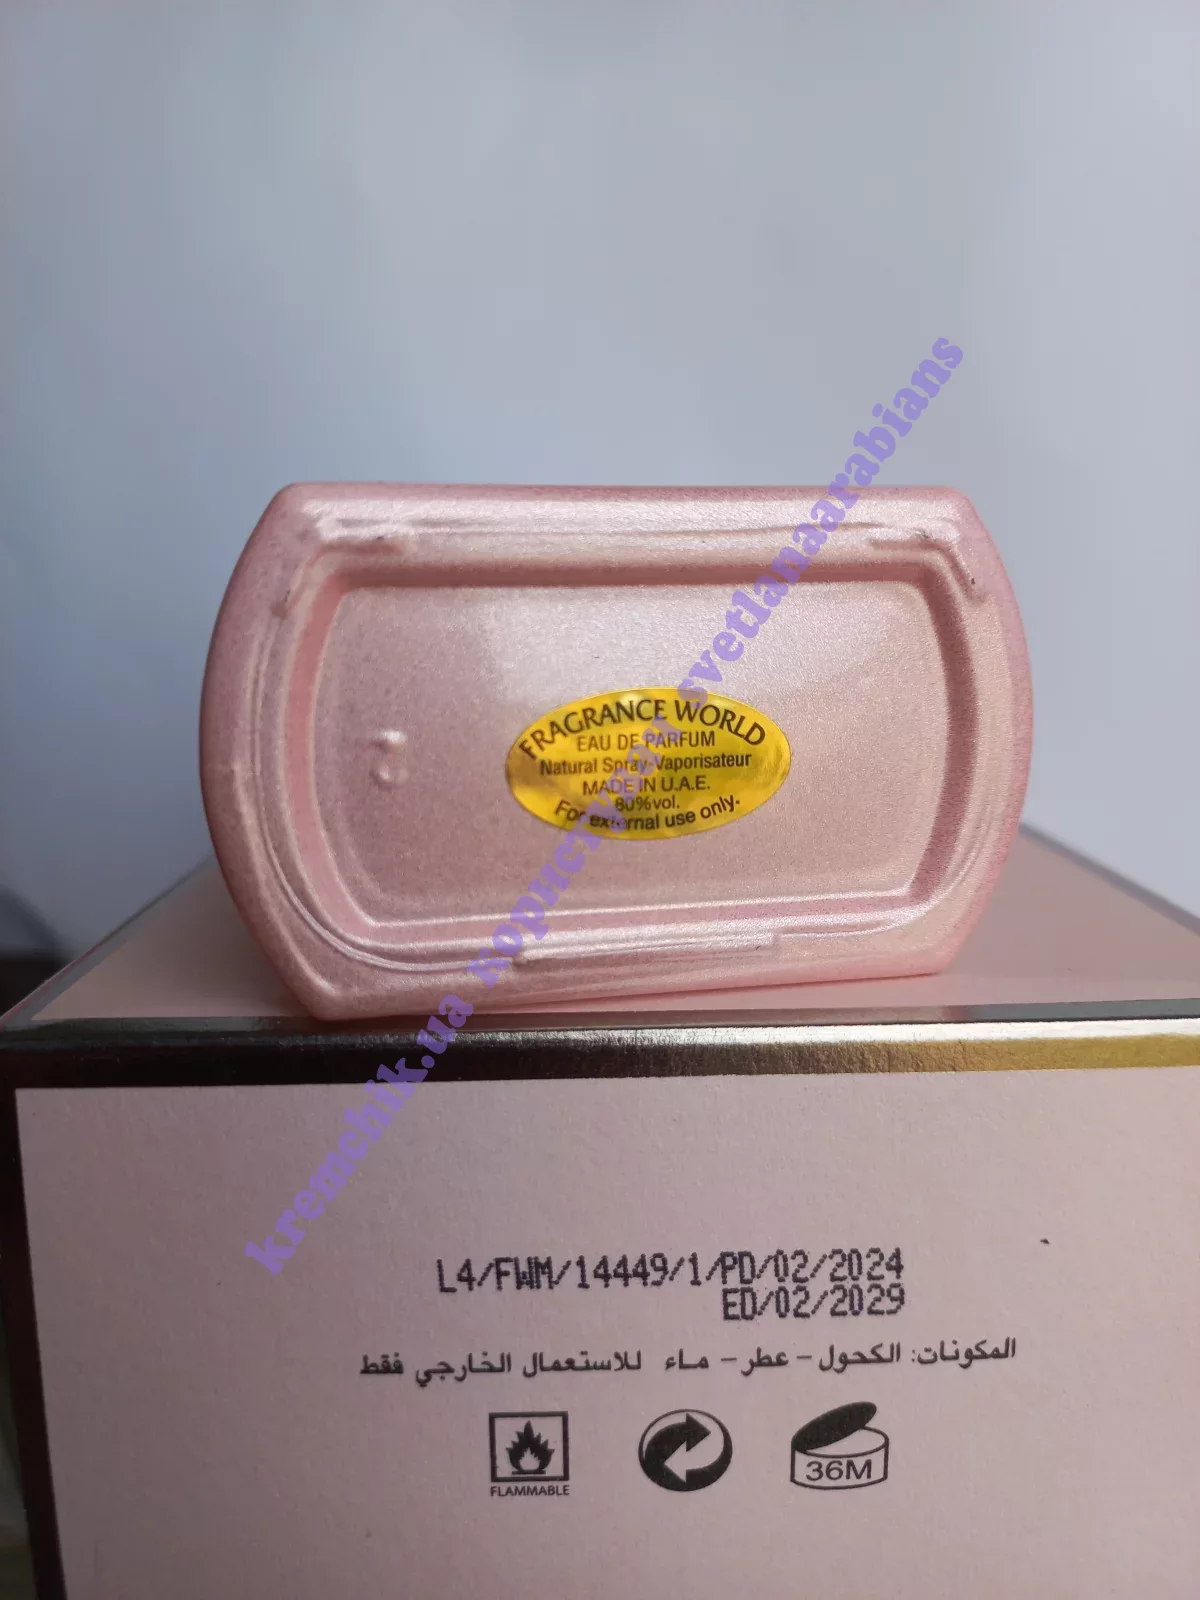 FRAGRANCE WORLD
EAU DE PARFUM
Natural Spray-Vaporisateur
MADE IN U.A.E.
80%vol.
For external use only.
kremchik.ua користувач svetlanaarabians
L4/FWM/14449/1/PD/02/2024
ED/02/2029
المكونات: الكحول - عطر - ماء للاستعمال الخارجي فقط
FLAMMABLE
36M